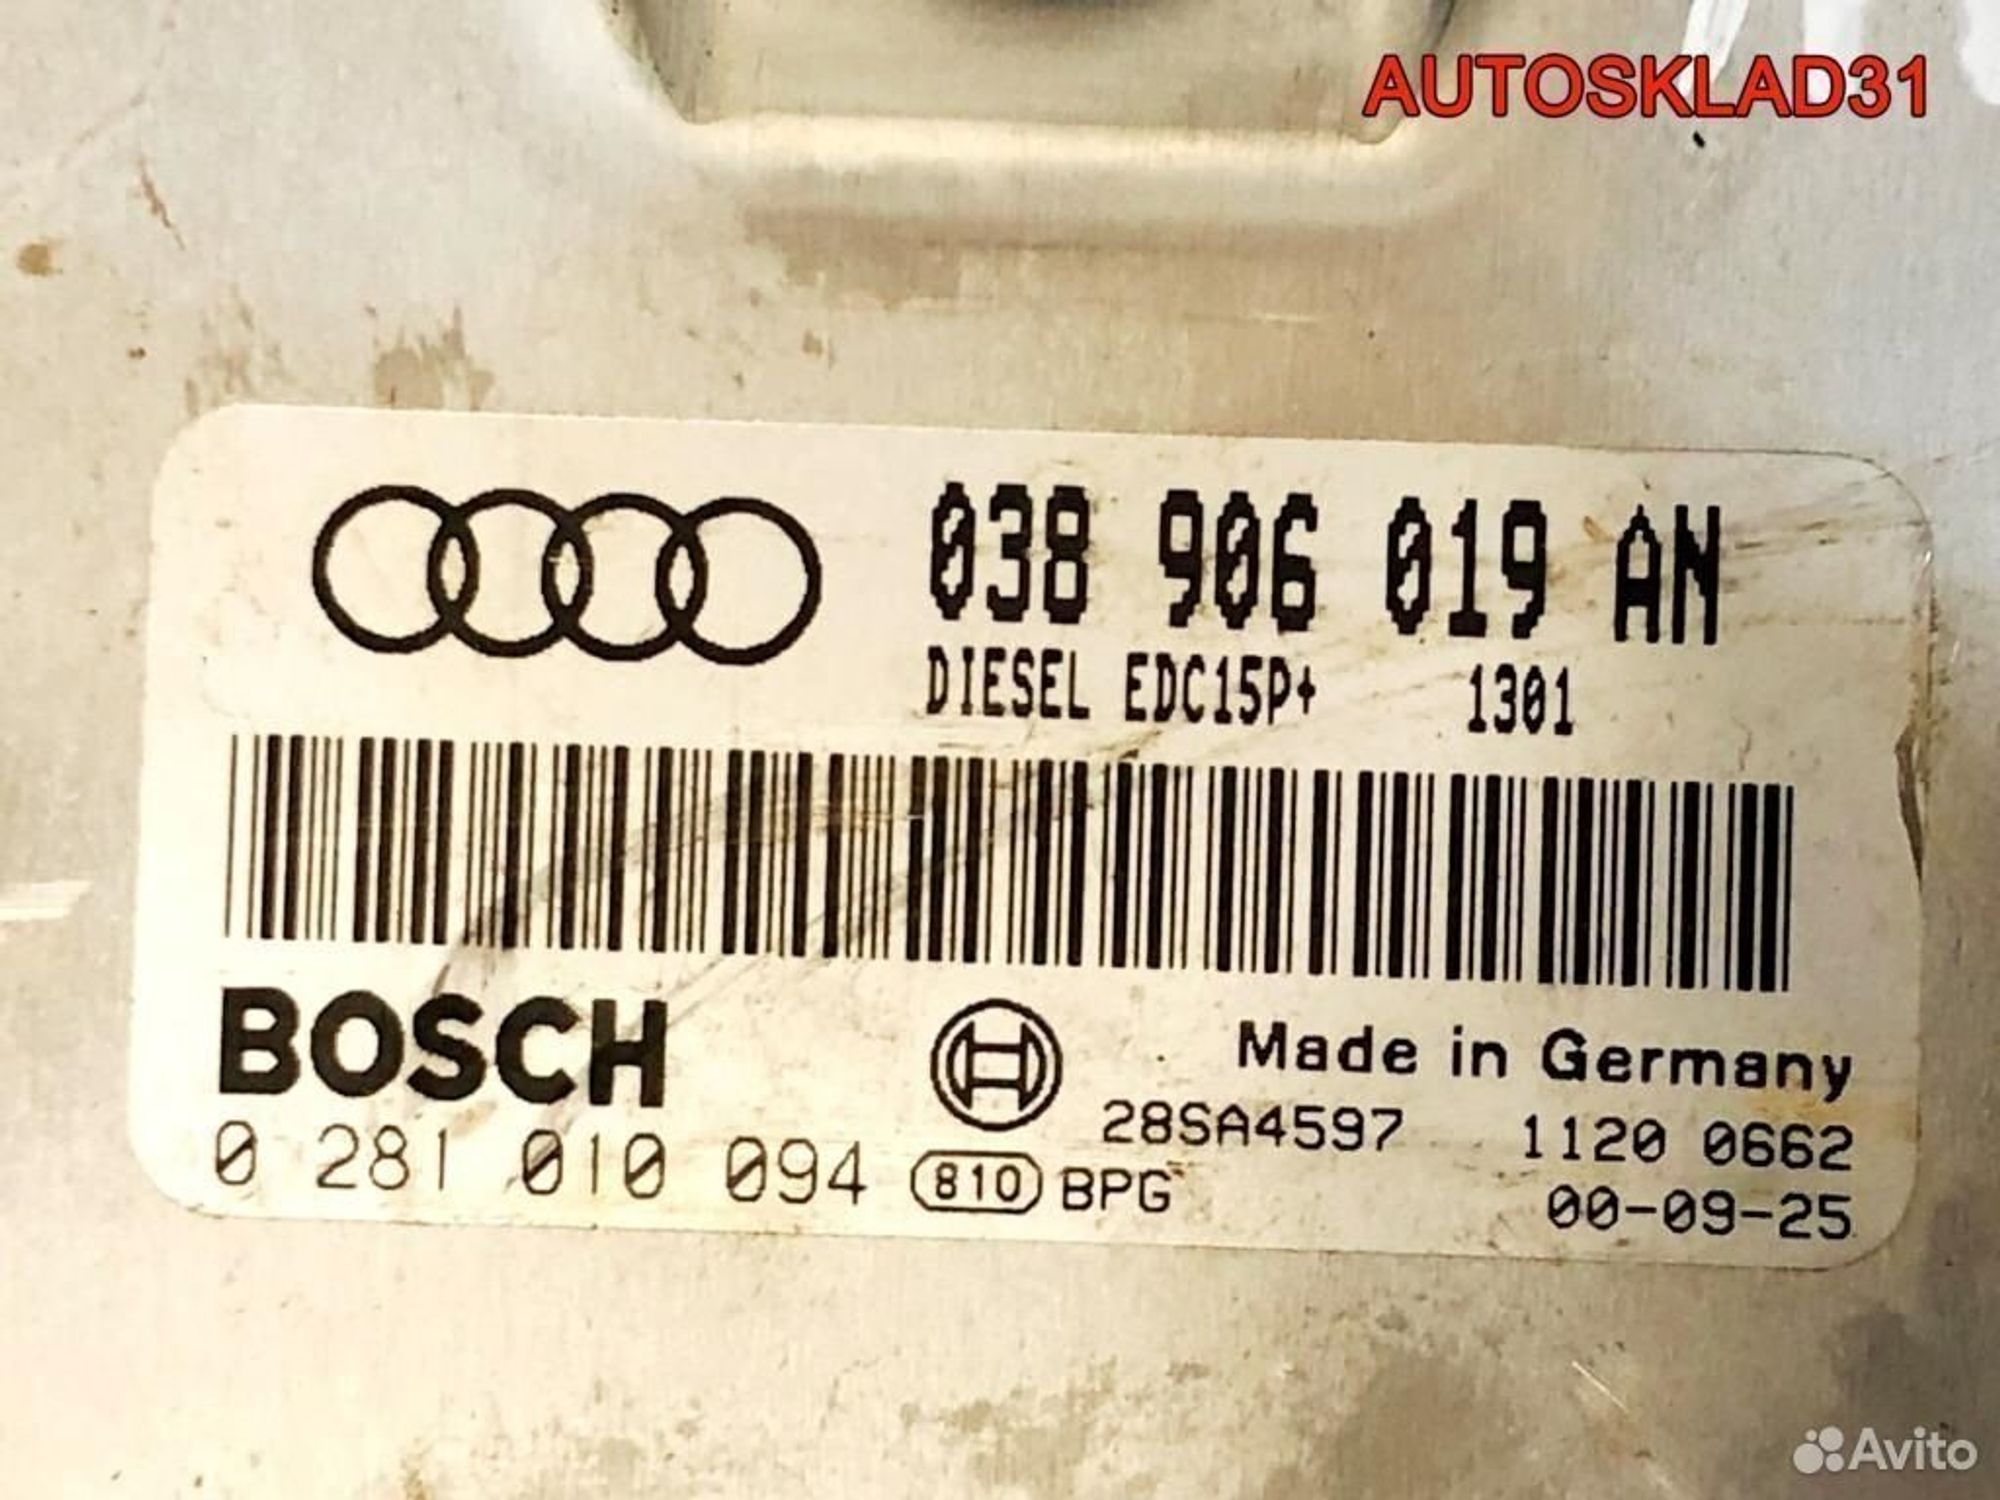 AUTOSKLAD31
038 906 019 AN
DIESEL EDC15P+ 1301
BOSCH
Made in Germany
28SA4597 1120 0662
0 281 010 094 810 BPG
00-09-25
Avito